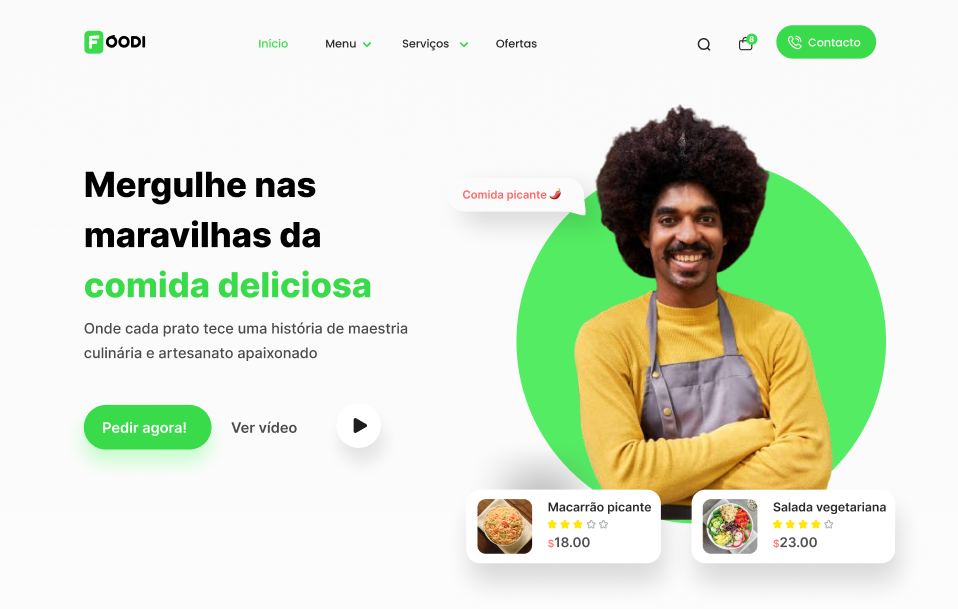 FOODI
Início
Menu
Serviços
Ofertas
8
Contacto
Mergulhe nas
maravilhas da
comida deliciosa
Onde cada prato tece uma história de maestria
culinária e artesanato apaixonado
Pedir agora!
Ver vídeo
Comida picante🌶️
Macarrão picante
$18.00
Salada vegetariana
$23.00